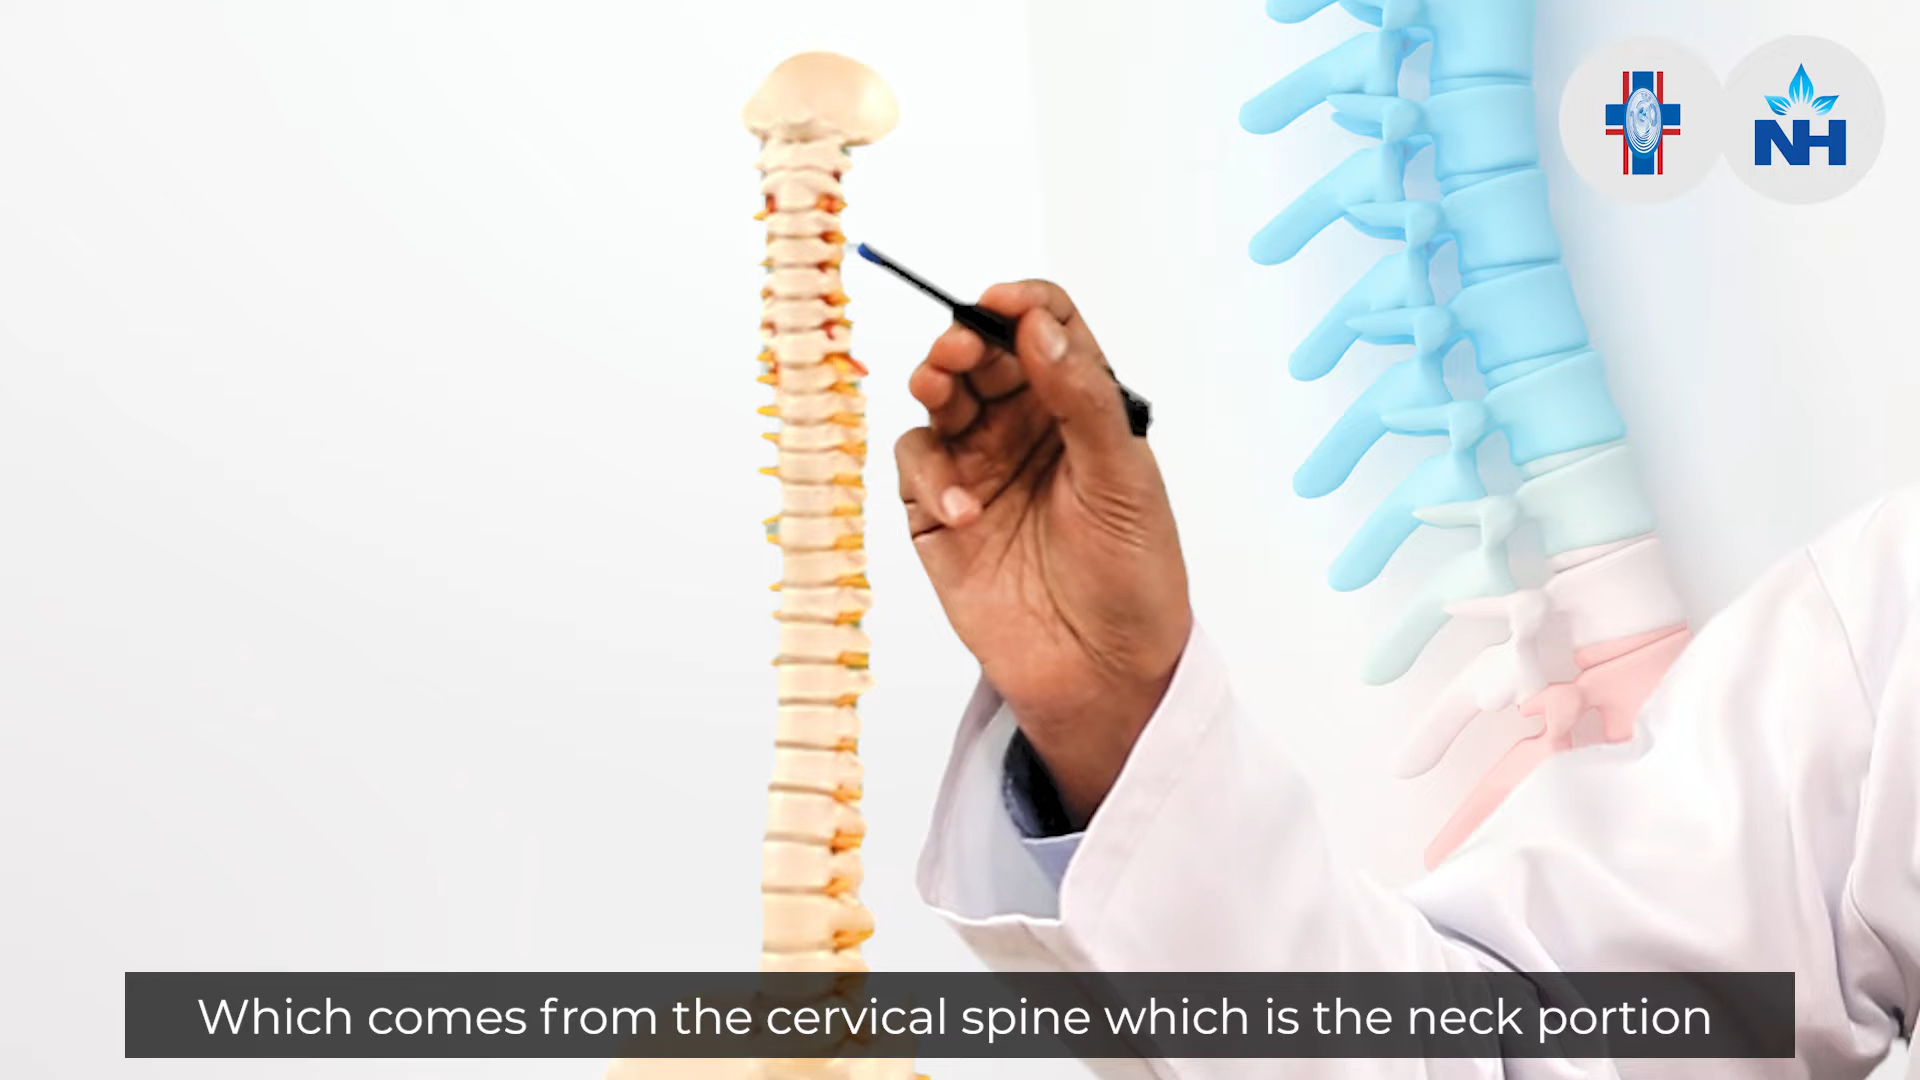 NH
Which comes from the cervical spine which is the neck portion